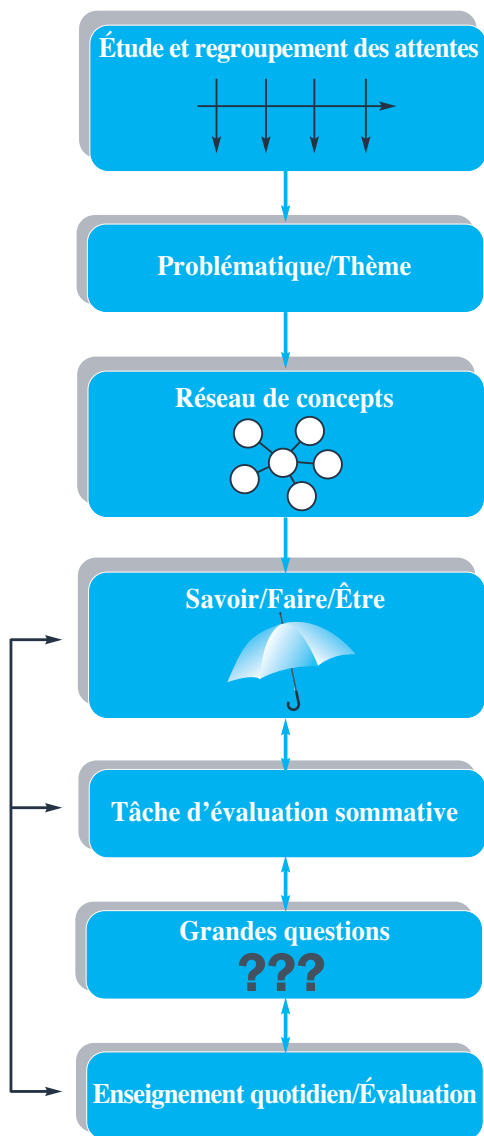 Étude et regroupement des attentes
Problématique/Thème
Réseau de concepts
Savoir/Faire/Être
Tâche d’évaluation sommative
Grandes questions
???
Enseignement quotidien/Évaluation